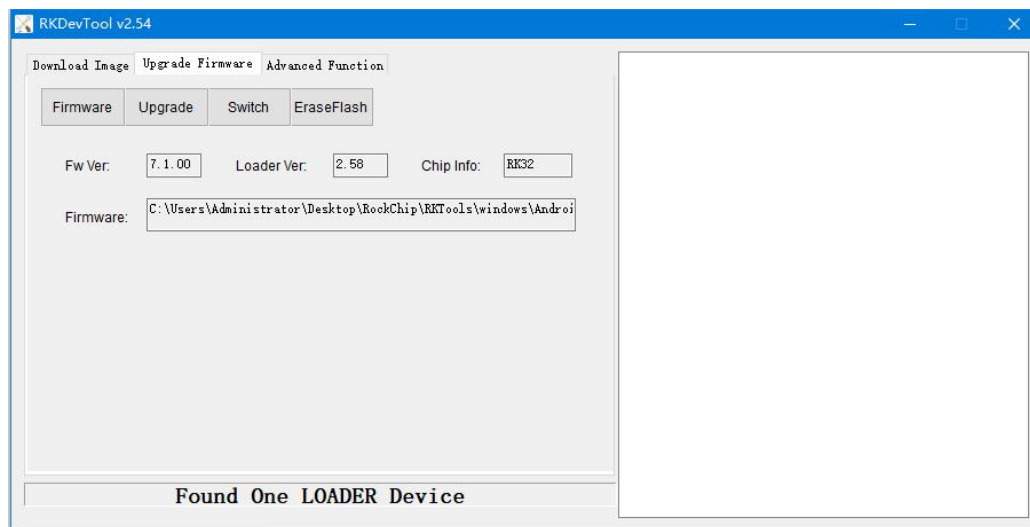 RKDevTool v2.54
Download Image Upgrade Firmware Advanced Function
Firmware Upgrade Switch EraseFlash
Fw Ver: 7.1.00 Loader Ver: 2.58 Chip Info: RK32
Firmware: C:\Users\Administrator\Desktop\RockChip\RKTools\windows\Androi
Found One LOADER Device